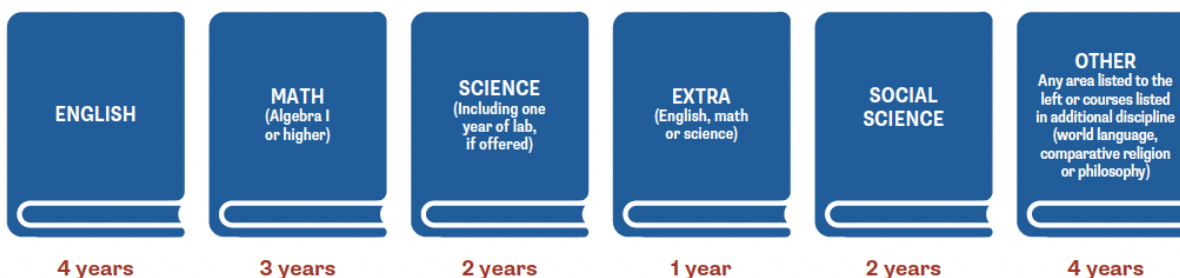 ENGLISH
4 years
MATH
(Algebra I
or higher)
3 years
SCIENCE
(Including one
year of lab,
if offered)
2 years
EXTRA
(English, math
or science)
1 year
SOCIAL
SCIENCE
2 years
OTHER
Any area listed to the
left or courses listed
in additional discipline
(world language,
comparative religion
or philosophy)
4 years